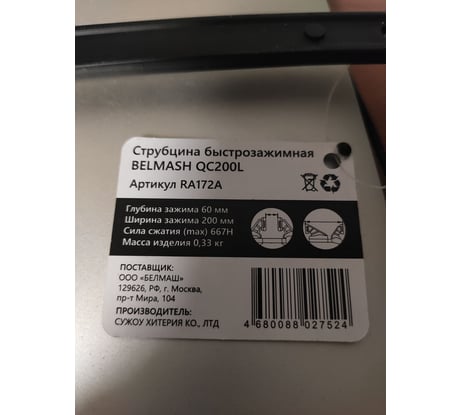 Струбцина быстрозажимная
BELMASH QC200L
Артикул RA172A
Глубина зажима 60 мм
Ширина зажима 200 мм
Сила сжатия (max) 667Н
Масса изделия 0,33 кг
ПОСТАВЩИК:
ООО «БЕЛМАШ»
129626, РФ, г. Москва,
пр-т Мира, 104
ПРОИЗВОДИТЕЛЬ:
СУЖОУ ХИТЕРИЯ КО., ЛТД
4 680088 027524